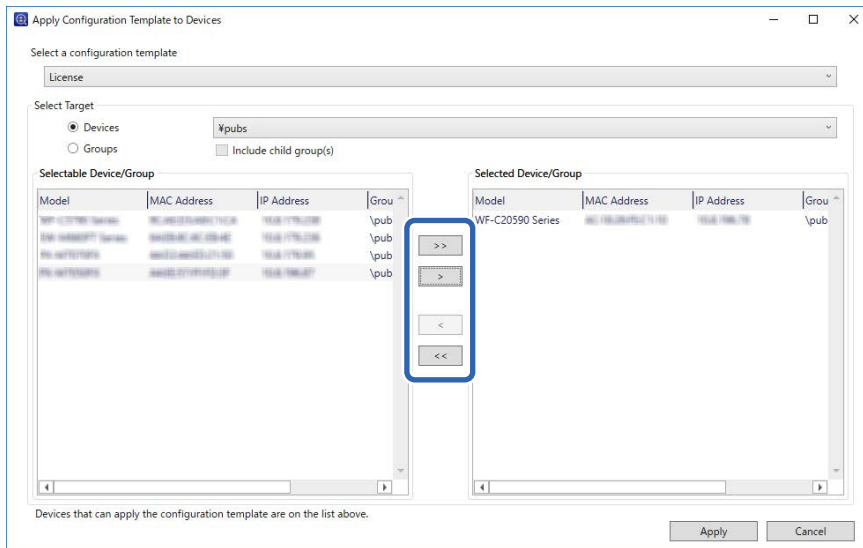 Apply Configuration Template to Devices
Select a configuration template
License
Select Target
Devices
¥pubs
Groups
Include child group(s)
Selectable Device/Group
Selected Device/Group
Model MAC Address IP Address Grou
Model MAC Address IP Address Grou
\pub
WF-C20590 Series \pub
\pub
\pub
\pub
>>
>
<
<<
Devices that can apply the configuration template are on the list above.
Apply
Cancel